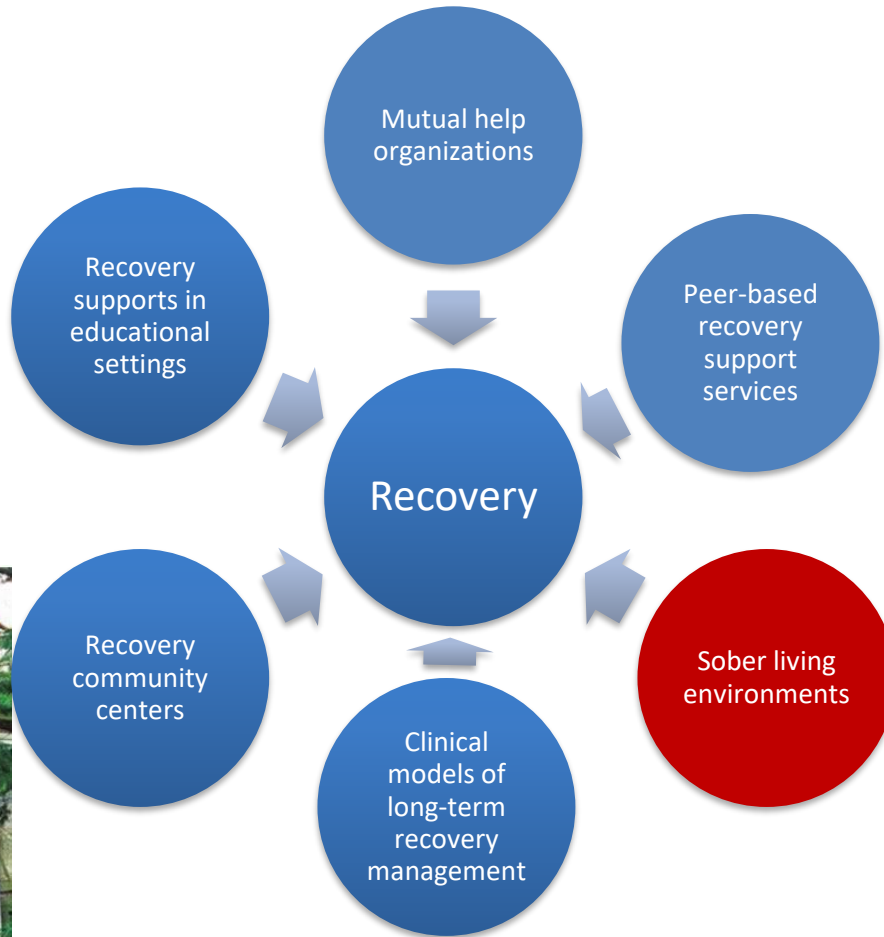 Mutual help
organizations
Recovery
supports in
educational
settings
Peer-based
recovery
support
services
Recovery
Recovery
community
centers
Sober living
environments
Clinical
models of
long-term
recovery
management